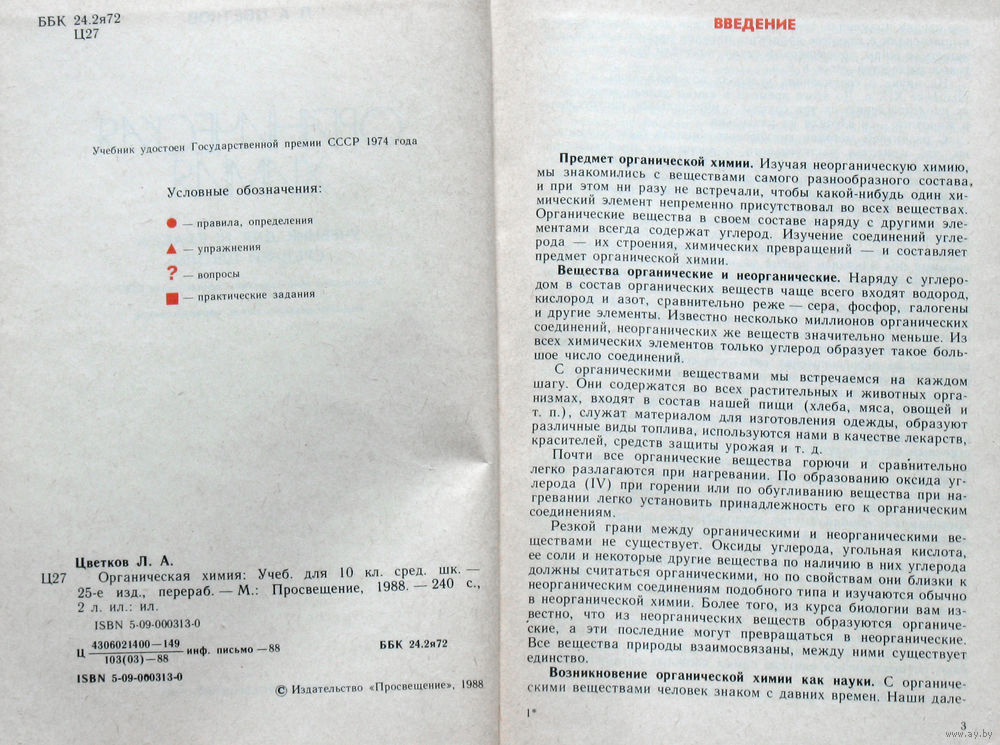 ББК 24.2я72
Ц27
Учебник удостоен Государственной премии СССР 1974 года
Условные обозначения:
— правила, определения
— упражнения
? — вопросы
— практические задания
Цветков Л. А.
Ц27 Органическая химия: Учеб. для 10 кл. сред. шк. —
25-е изд., перераб. — М.: Просвещение, 1988. — 240 с.,
2 л. ил.: ил.
ISBN 5-09-000313-0
Ц 4306021400—149
103(03)—88 инф. письмо —88 ББК 24.2я72
ISBN 5-09-000313-0
© Издательство «Просвещение», 1988
ВВЕДЕНИЕ
Предмет органической химии. Изучая неорганическую химию,
мы знакомились с веществами самого разнообразного состава,
и при этом ни разу не встречали, чтобы какой-нибудь один хи-
мический элемент непременно присутствовал во всех веществах.
Органические вещества в своем составе наряду с другими эле-
ментами всегда содержат углерод. Изучение соединений угле-
рода — их строения, химических превращений — и составляет
предмет органической химии.
Вещества органические и неорганические. Наряду с углеро-
дом в состав органических веществ чаще всего входят водород,
кислород и азот, сравнительно реже — сера, фосфор, галогены
и другие элементы. Известно несколько миллионов органических
соединений, неорганических же веществ значительно меньше. Из
всех химических элементов только углерод образует такое боль-
шое число соединений.
С органическими веществами мы встречаемся на каждом
шагу. Они содержатся во всех растительных и животных орга-
низмах, входят в состав нашей пищи (хлеба, мяса, овощей и
т. п.), служат материалом для изготовления одежды, образуют
различные виды топлива, используются нами в качестве лекарств,
красителей, средств защиты урожая и т. д.
Почти все органические вещества горючи и сравнительно
легко разлагаются при нагревании. По образованию оксида уг-
лерода (IV) при горении или по обугливанию вещества при на-
гревании легко установить принадлежность его к органическим
соединениям.
Резкой грани между органическими и неорганическими ве-
ществами не существует. Оксиды углерода, угольная кислота,
ее соли и некоторые другие вещества по наличию в них углерода
должны считаться органическими, но по свойствам они близки к
неорганическим соединениям подобного типа и изучаются обычно
в неорганической химии. Более того, из курса биологии вам из-
вестно, что из неорганических веществ образуются органиче-
ские, а эти последние могут превращаться в неорганические.
Все вещества природы взаимосвязаны, между ними существует
единство.
Возникновение органической химии как науки. С органиче-
скими веществами человек знаком с давних времен. Наши дале-
1*
3
www.ay.by